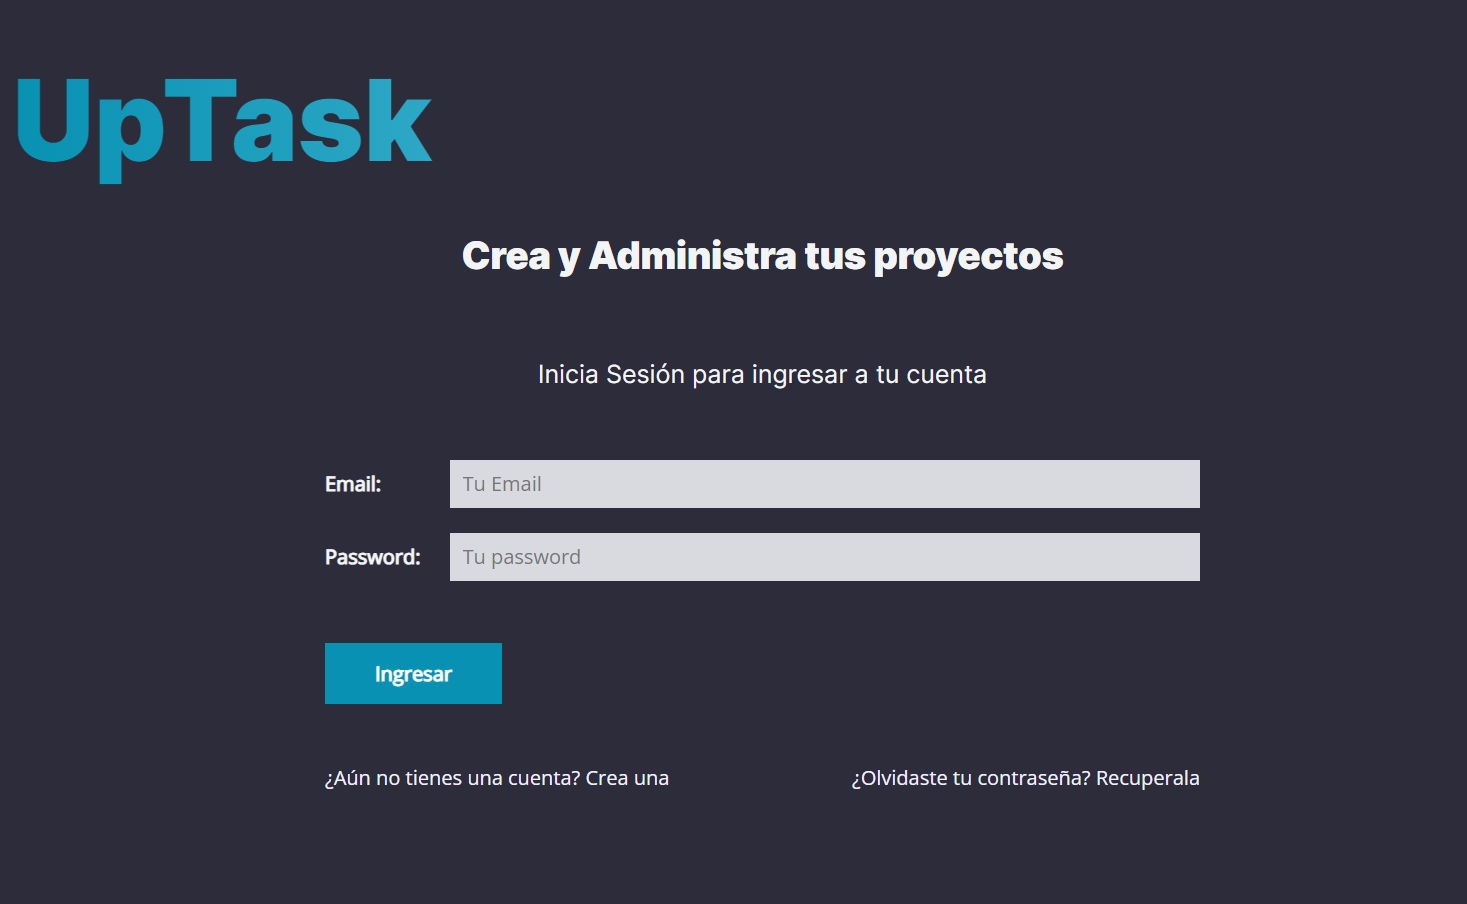 UpTask
Crea y Administra tus proyectos
Inicia Sesión para ingresar a tu cuenta
Email:
Tu Email
Password:
Tu password
Ingresar
¿Aún no tienes una cuenta? Crea una
¿Olvidaste tu contraseña? Recuperala